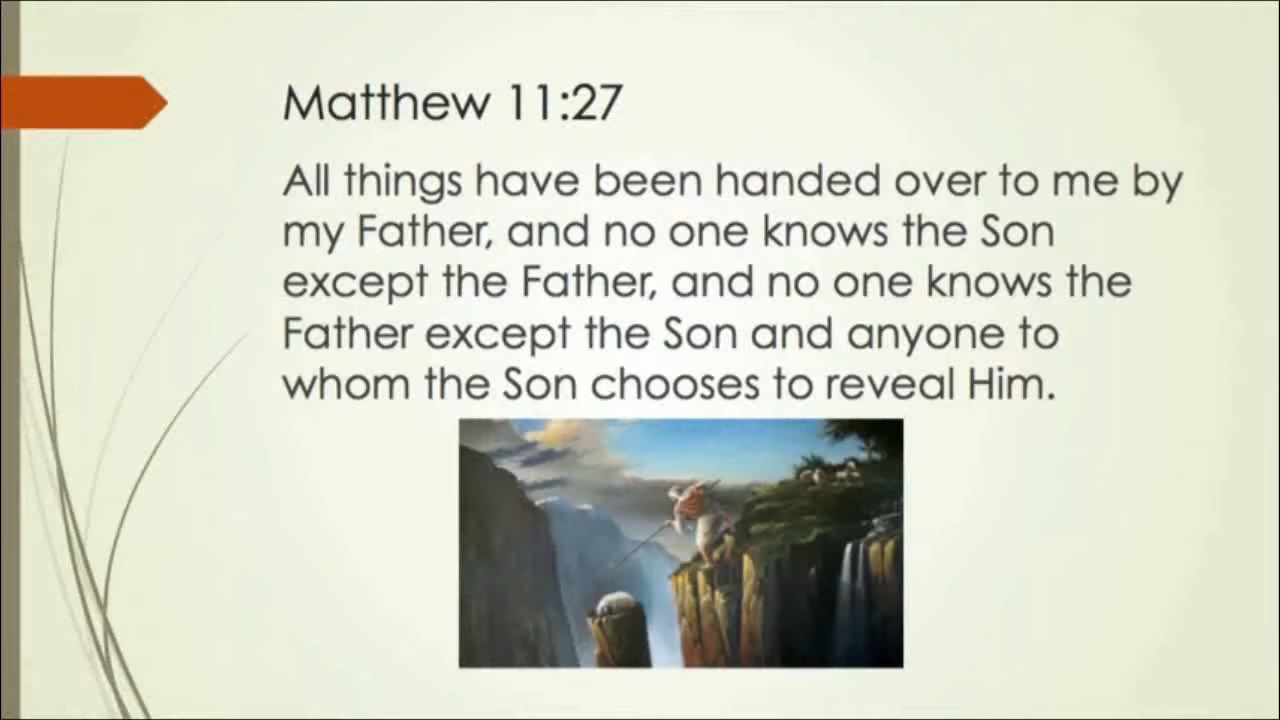 Matthew 11:27
All things have been handed over to me by
my Father, and no one knows the Son
except the Father, and no one knows the
Father except the Son and anyone to
whom the Son chooses to reveal Him.